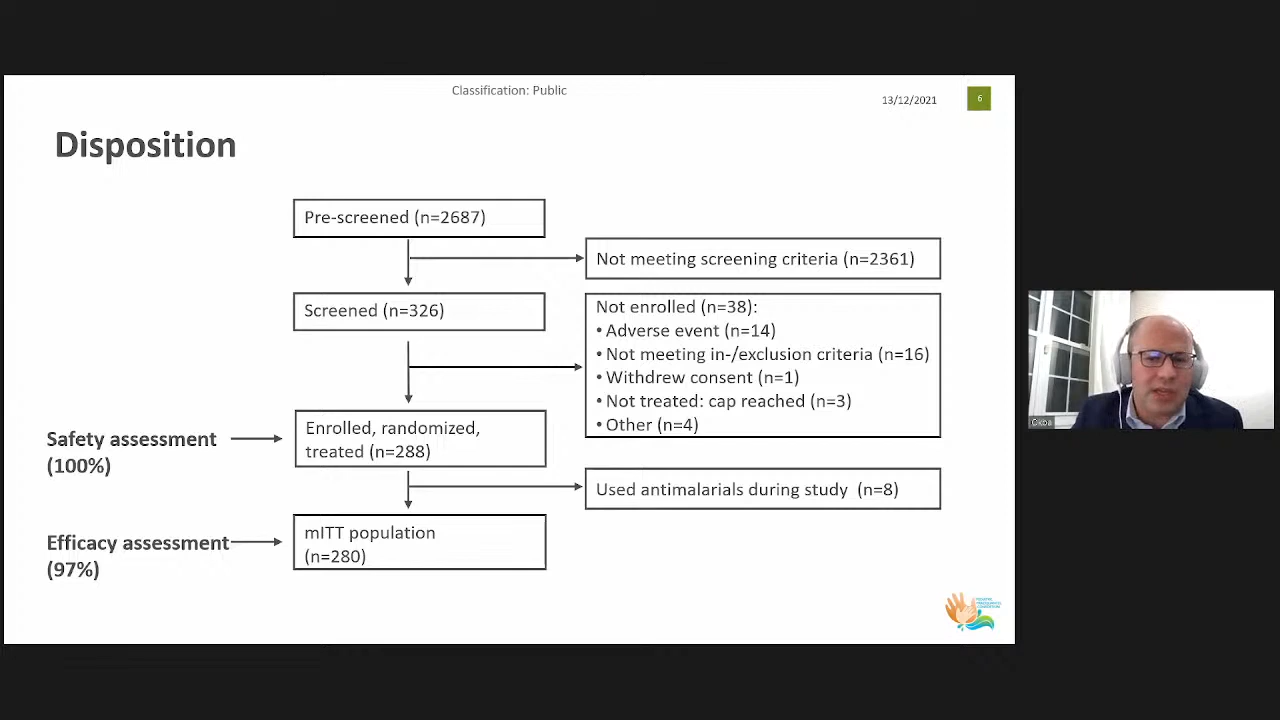 Classification: Public
13/12/2021
6
Disposition
Pre-screened (n=2687)
Not meeting screening criteria (n=2361)
Screened (n=326)
Not enrolled (n=38):
• Adverse event (n=14)
• Not meeting in-/exclusion criteria (n=16)
• Withdrew consent (n=1)
• Not treated: cap reached (n=3)
• Other (n=4)
Safety assessment
(100%)
Enrolled, randomized,
treated (n=288)
Used antimalarials during study (n=8)
Efficacy assessment
(97%)
mITT population
(n=280)
PEDIATRIC
PRAZIQUANTEL
CONSORTIUM